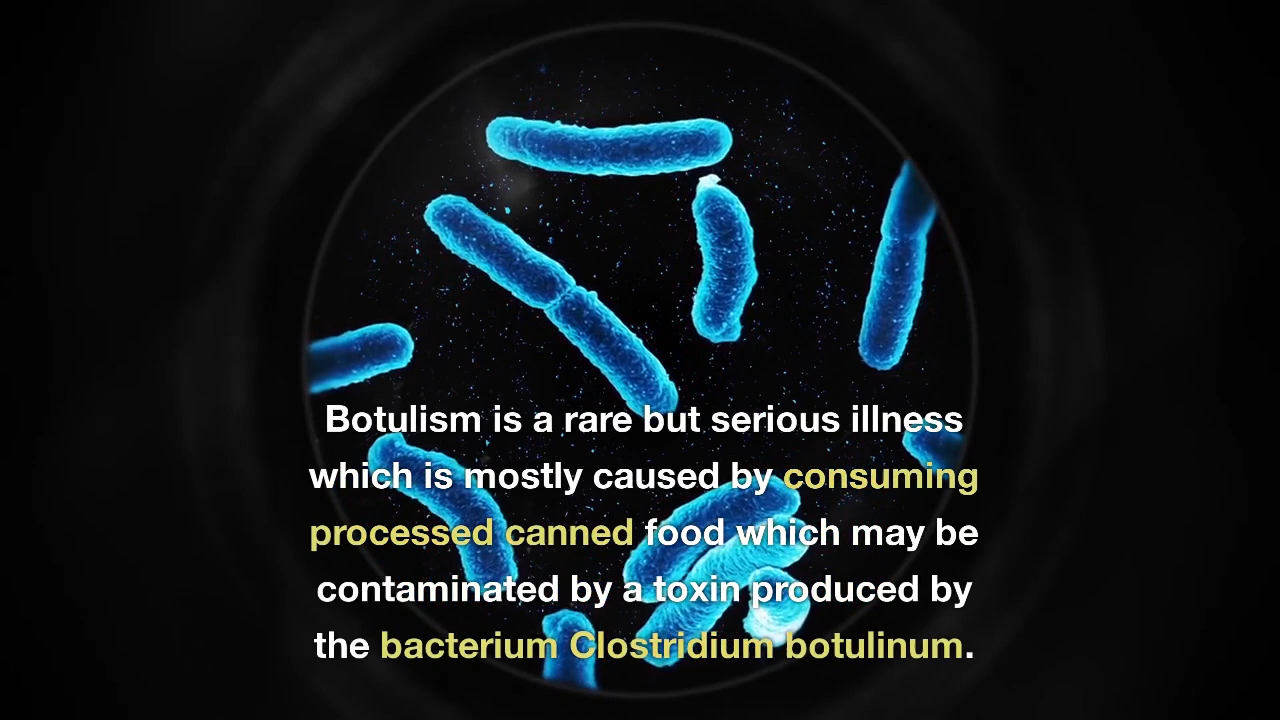 Botulism is a rare but serious illness
which is mostly caused by consuming
processed canned food which may be
contaminated by a toxin produced by
the bacterium Clostridium botulinum.